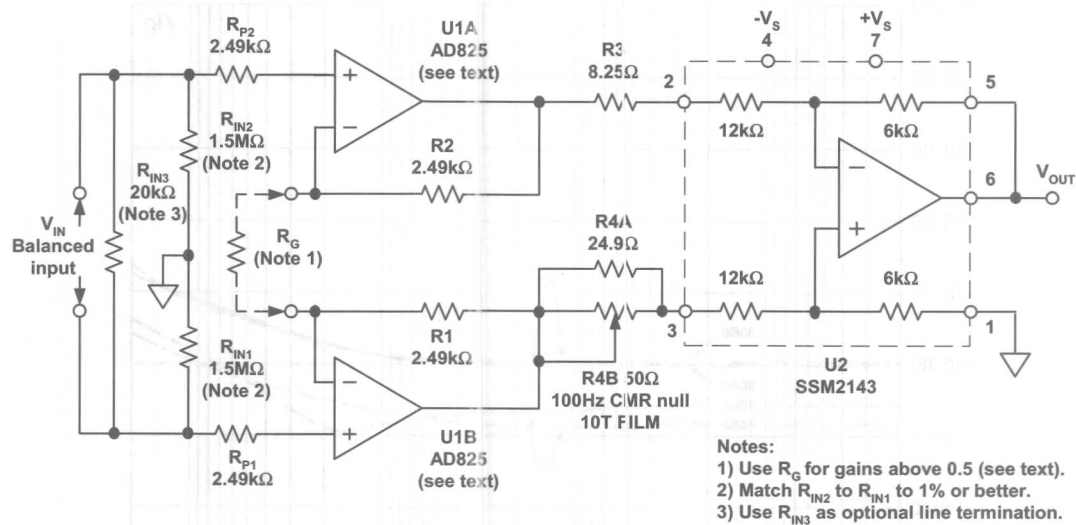 R_P2
2.49kΩ
U1A
AD825
(see text)
R3
8.25Ω
-V_S
4
+V_S
7
2
5
12kΩ
6kΩ
R_IN2
1.5MΩ
(Note 2)
R2
2.49kΩ
R_IN3
20kΩ
(Note 3)
V_IN
Balanced
input
R_G
(Note 1)
R4A
24.9Ω
6
V_OUT
12kΩ
6kΩ
R1
2.49kΩ
3
1
R_IN1
1.5MΩ
(Note 2)
R4B 50Ω
100Hz CMR null
10T FILM
U2
SSM2143
U1B
AD825
(see text)
R_P1
2.49kΩ
Notes:
1) Use R_G for gains above 0.5 (see text).
2) Match R_IN2 to R_IN1 to 1% or better.
3) Use R_IN3 as optional line termination.